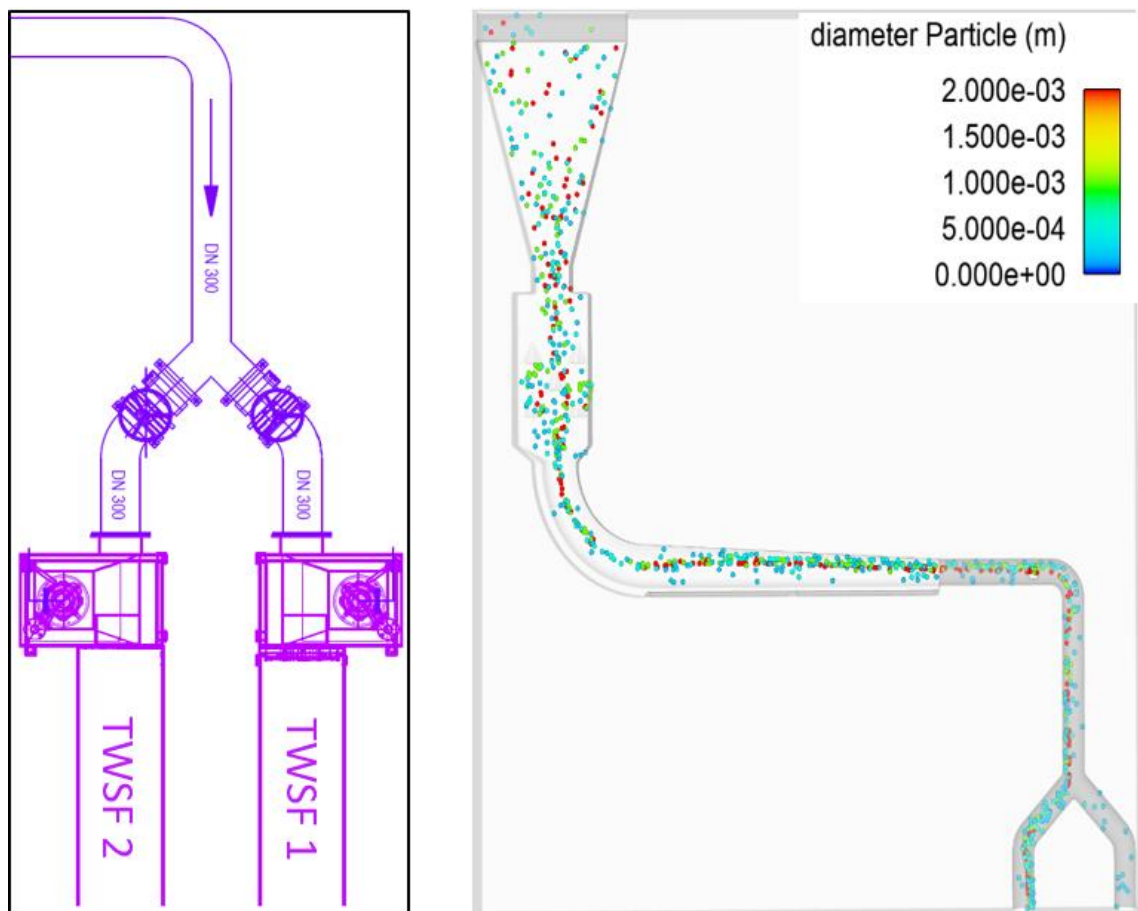 DN 300
DN 300
DN 300
TWSF 2
TWSF 1
diameter Particle (m)
2.000e-03
1.500e-03
1.000e-03
5.000e-04
0.000e+00